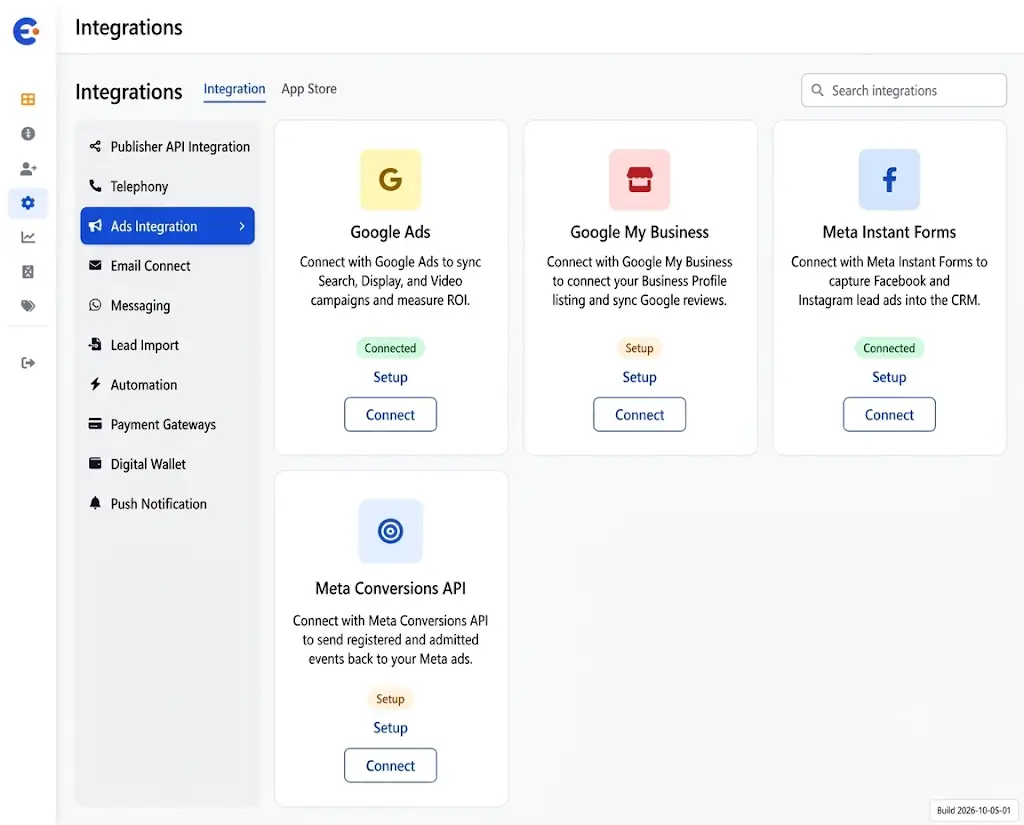 Integrations
Integrations
Integration
App Store
Search integrations
Publisher API Integration
Telephony
Ads Integration
Email Connect
Messaging
Lead Import
Automation
Payment Gateways
Digital Wallet
Push Notification
Google Ads
Connect with Google Ads to sync
Search, Display, and Video
campaigns and measure ROI.
Connected
Setup
Connect
Google My Business
Connect with Google My Business
to connect your Business Profile
listing and sync Google reviews.
Setup
Setup
Connect
Meta Instant Forms
Connect with Meta Instant Forms to
capture Facebook and
Instagram lead ads into the CRM.
Connected
Setup
Connect
Meta Conversions API
Connect with Meta Conversions API
to send registered and admitted
events back to your Meta ads.
Setup
Setup
Connect
Build 2026-10-05-01